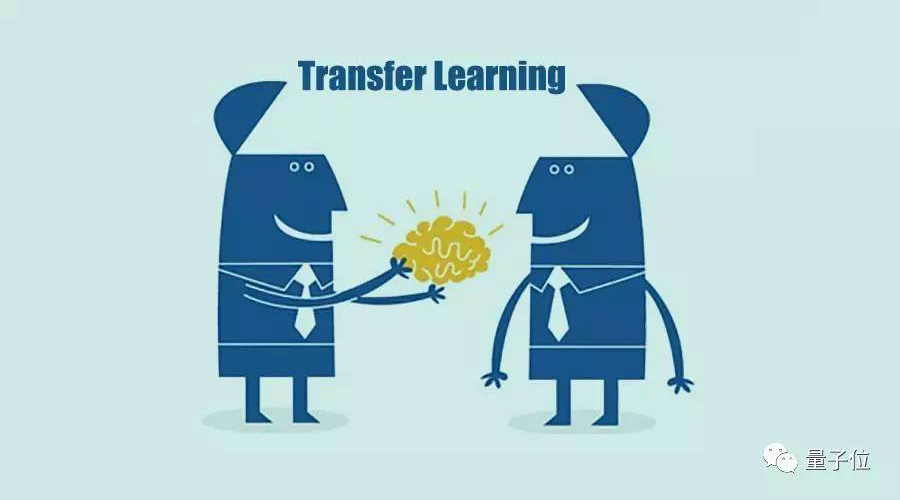 Transfer Learning
量子位